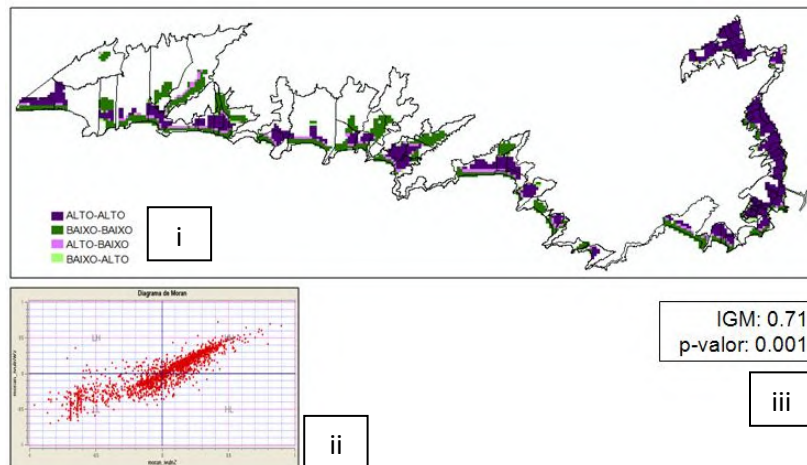 ALTO-ALTO
BAIXO-BAIXO
ALTO-BAIXO
BAIXO-ALTO
i
Diagrama de Moran
LH
HL
ii
IGM: 0.71
p-valor: 0.001
iii